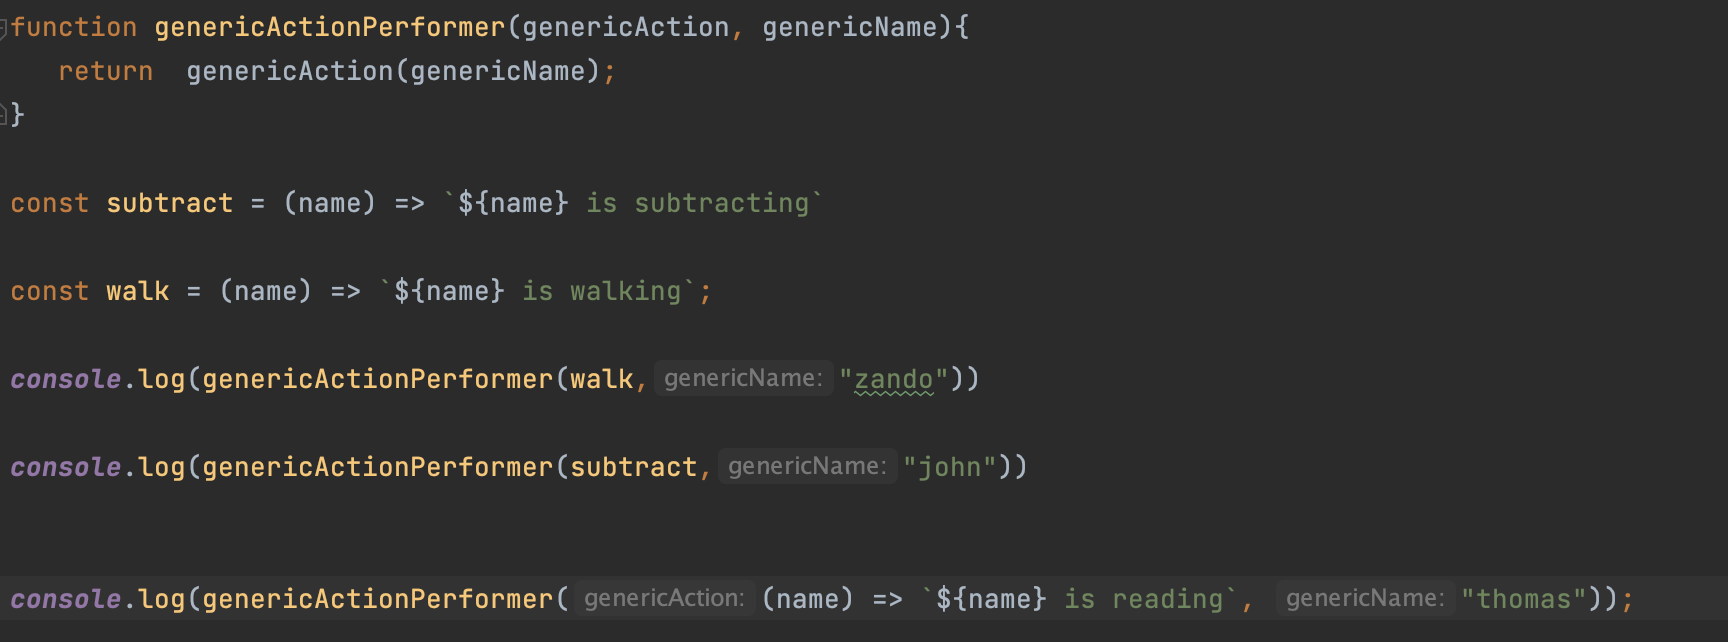 function genericActionPerformer(genericAction, genericName){
   return  genericAction(genericName);
}
const subtract = (name) => `${name} is subtracting`
const walk = (name) => `${name} is walking`;
console.log(genericActionPerformer(walk, genericName: "zando"))
console.log(genericActionPerformer(subtract, genericName: "john"))
console.log(genericActionPerformer( genericAction: (name) => `${name} is reading`, genericName: "thomas"));